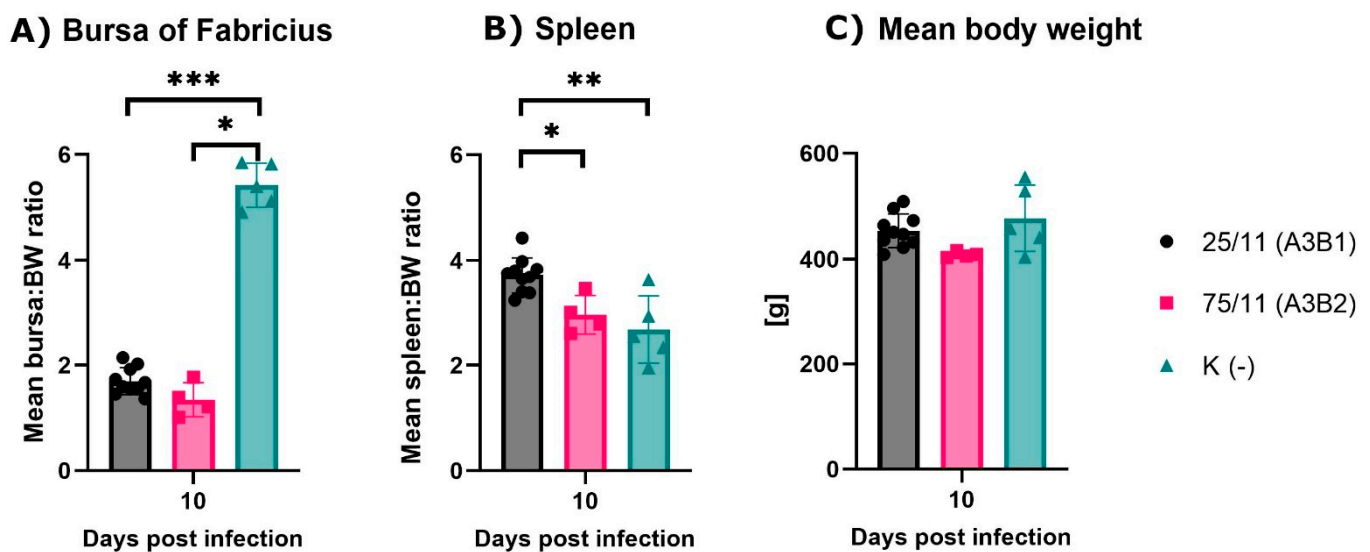 A) Bursa of Fabricius
***
*
Mean bursa:BW ratio
6
4
2
0
10
Days post infection
B) Spleen
**
*
Mean spleen:BW ratio
6
4
2
0
10
Days post infection
C) Mean body weight
[g]
600
400
200
0
10
Days post infection
25/11 (A3B1)
75/11 (A3B2)
K (-)